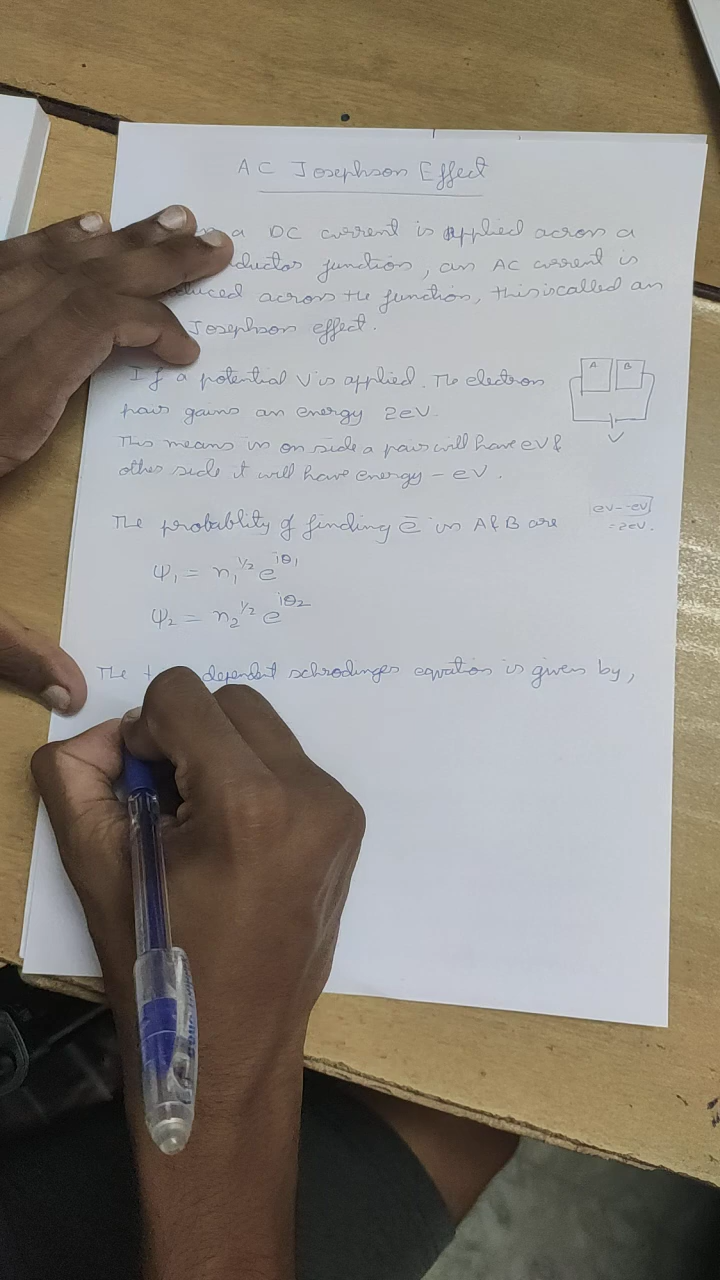 AC Josephson Effect
a DC current is applied across a
ductor junction, an AC current is
duced across the junction, this is called an
Josephson effect.
If a potential V is applied. The electron
pair gains an energy 2eV.
This means in on side a pair will have eV &
other side it will have energy - eV.
A B
V
The probablity of finding ē in A & B are
eV--eV
=2eV.
ψ₁ = n₁^1/2 e^iθ₁
ψ₂ = n₂^1/2 e^iθ₂
The dependent schrodinger equation is given by,